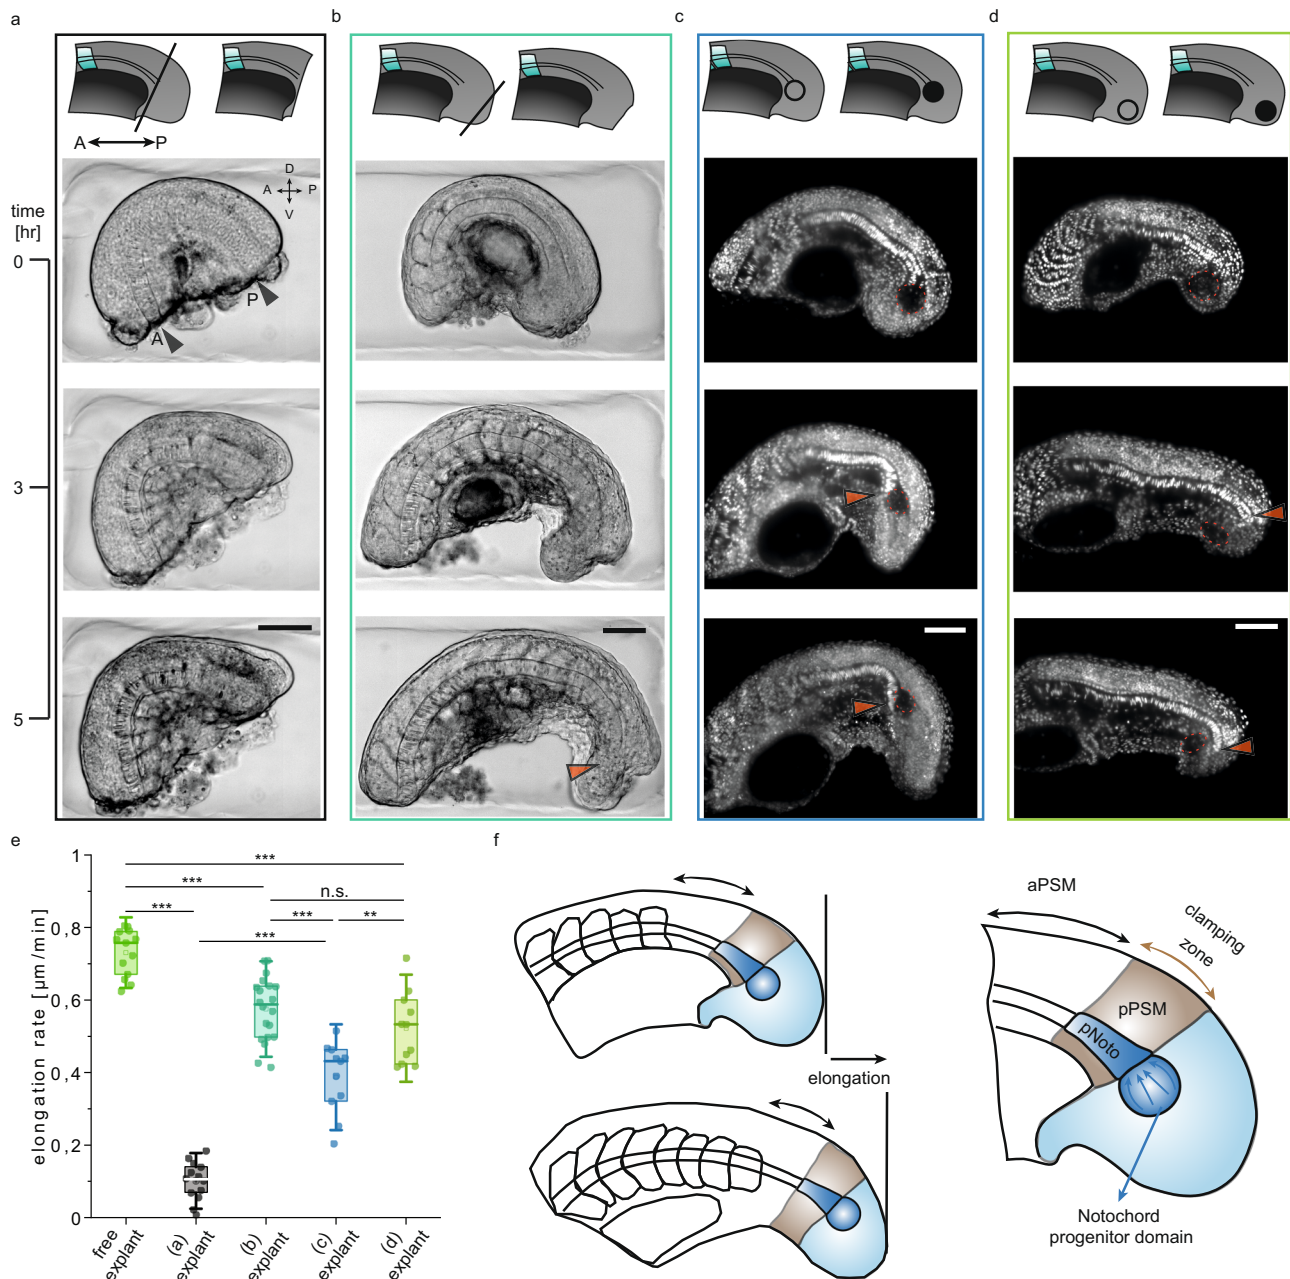 a
b
c
d
A
P
time
[hr]
0
3
5
D
A
P
V
A
P
e
elongation rate [µm/min]
1
0,8
0,6
0,4
0,2
0
***
***
***
n.s.
***
**
***
free
explant
(a)
explant
(b)
explant
(c)
explant
(d)
explant
f
elongation
aPSM
clamping
zone
pPSM
pNoto
Notochord
progenitor domain